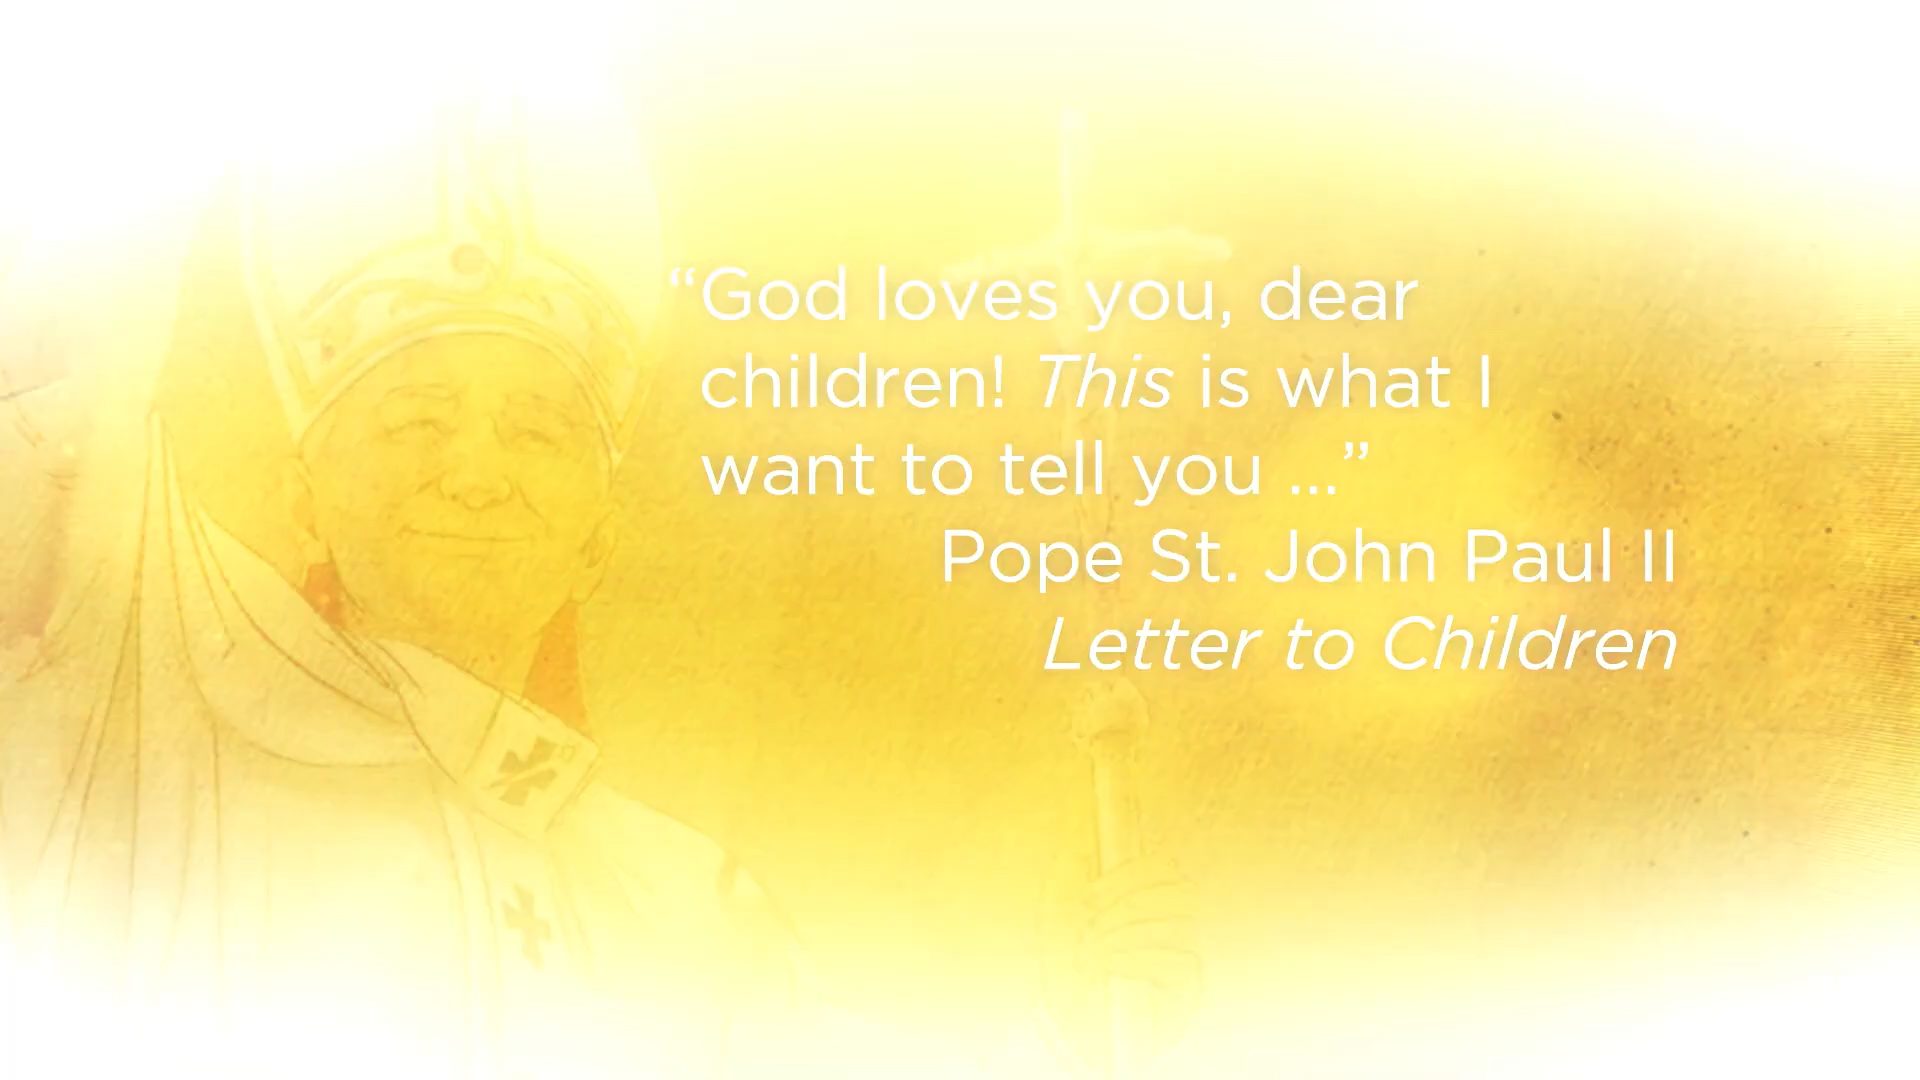 “God loves you, dear
children! This is what I
want to tell you ...”
Pope St. John Paul II
Letter to Children